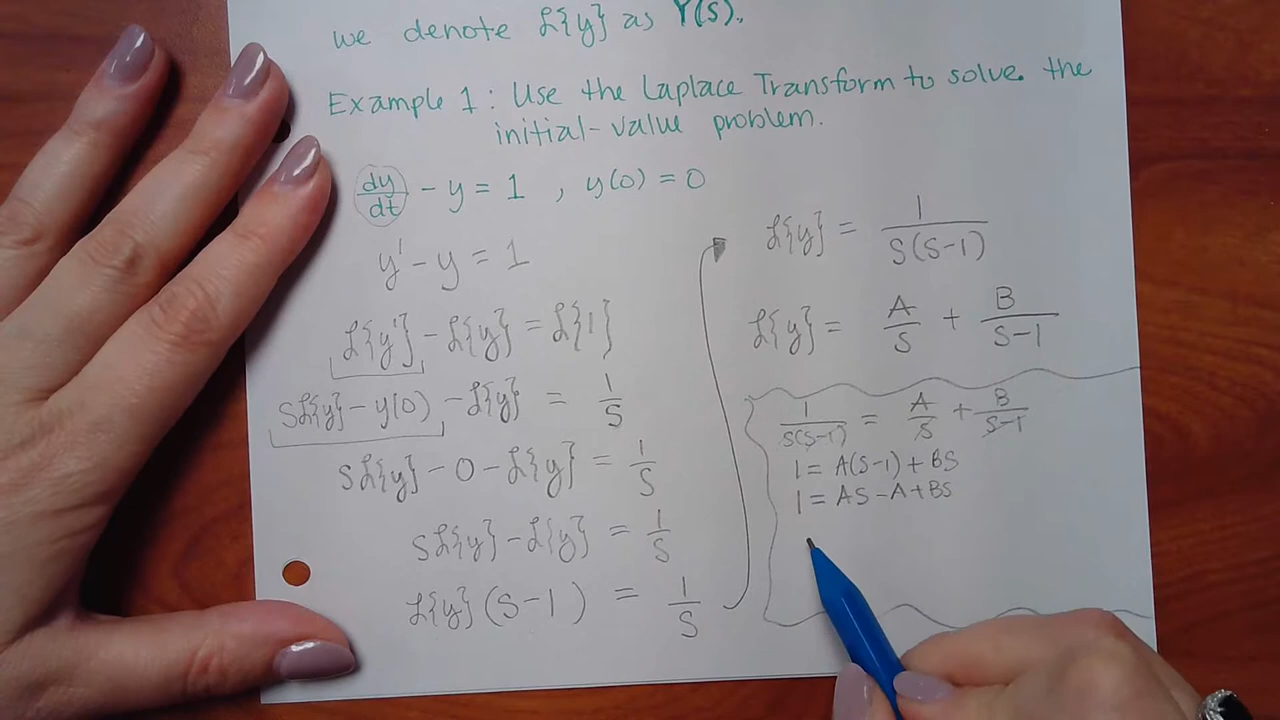 we denote ℒ{y} as Y(s).
Example 1: Use the Laplace Transform to solve the
initial-value problem.
dy/dt - y = 1 , y(0) = 0
y' - y = 1
ℒ{y'} - ℒ{y} = ℒ{1}
sℒ{y} - y(0) - ℒ{y} = 1/s
sℒ{y} - 0 - ℒ{y} = 1/s
sℒ{y} - ℒ{y} = 1/s
ℒ{y}(s-1) = 1/s
ℒ{y} = 1/(s(s-1))
ℒ{y} = A/s + B/(s-1)
1/(s(s-1)) = A/s + B/(s-1)
1 = A(s-1) + Bs
1 = As - A + Bs